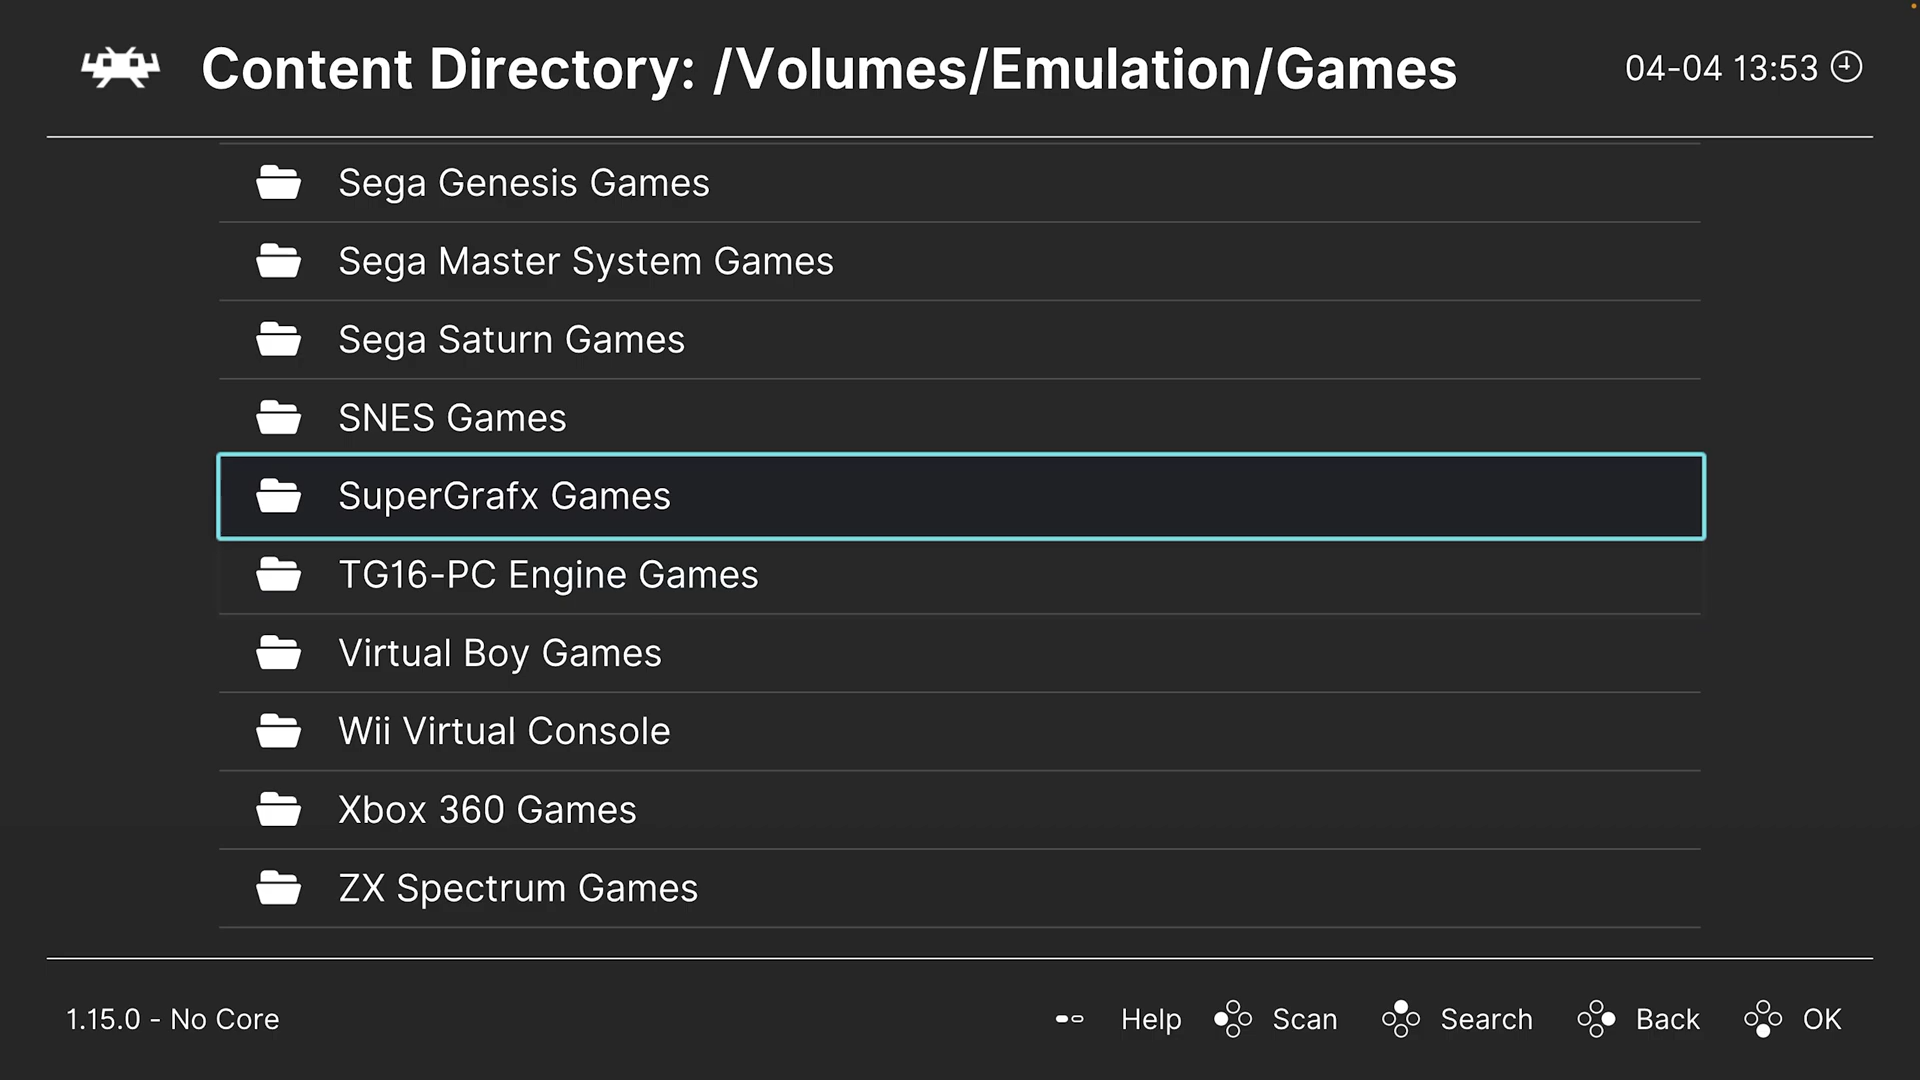 Content Directory: /Volumes/Emulation/Games
04-04 13:53
Sega Genesis Games
Sega Master System Games
Sega Saturn Games
SNES Games
SuperGrafx Games
TG16-PC Engine Games
Virtual Boy Games
Wii Virtual Console
Xbox 360 Games
ZX Spectrum Games
1.15.0 - No Core
Help
Scan
Search
Back
OK